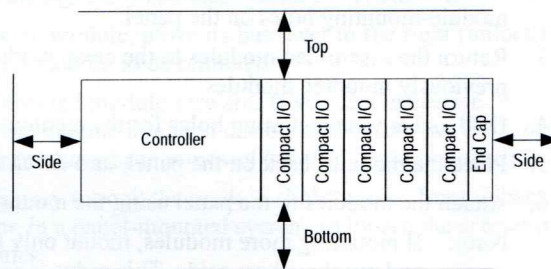 Top
Side
Controller
Compact I/O
Compact I/O
Compact I/O
Compact I/O
Compact I/O
End Cap
Side
Bottom